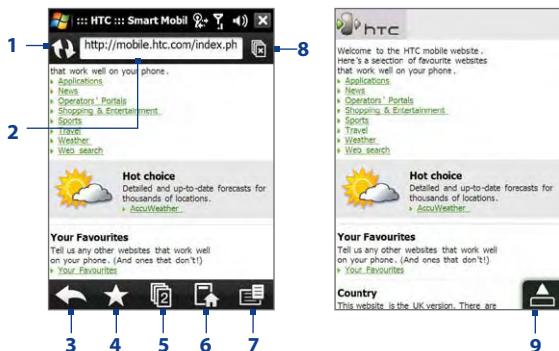 ::: HTC ::: Smart Mobil
1
http://mobile.htc.com/index.ph
8
that work well on your phone.
Applications
News
Operators' Portals
Shopping & Entertainment
2
Sports
Travel
Weather
Web search
Hot choice
Detailed and up-to-date forecasts for
thousands of locations.
AccuWeather
Your Favourites
Tell us any other websites that work well
on your phone. (And ones that don't!)
Your Favourites
2
3
4
5
6
7
hTC
Welcome to the HTC mobile website.
Here's a selection of favourite websites
that work well on your phone.
Applications
News
Operators' Portals
Shopping & Entertainment
Sports
Travel
Weather
Web search
Hot choice
Detailed and up-to-date forecasts for
thousands of locations.
AccuWeather
Your Favourites
Tell us any other websites that work well
on your phone. (And ones that don't!)
Your Favourites
Country
This website is the UK version. There are
9